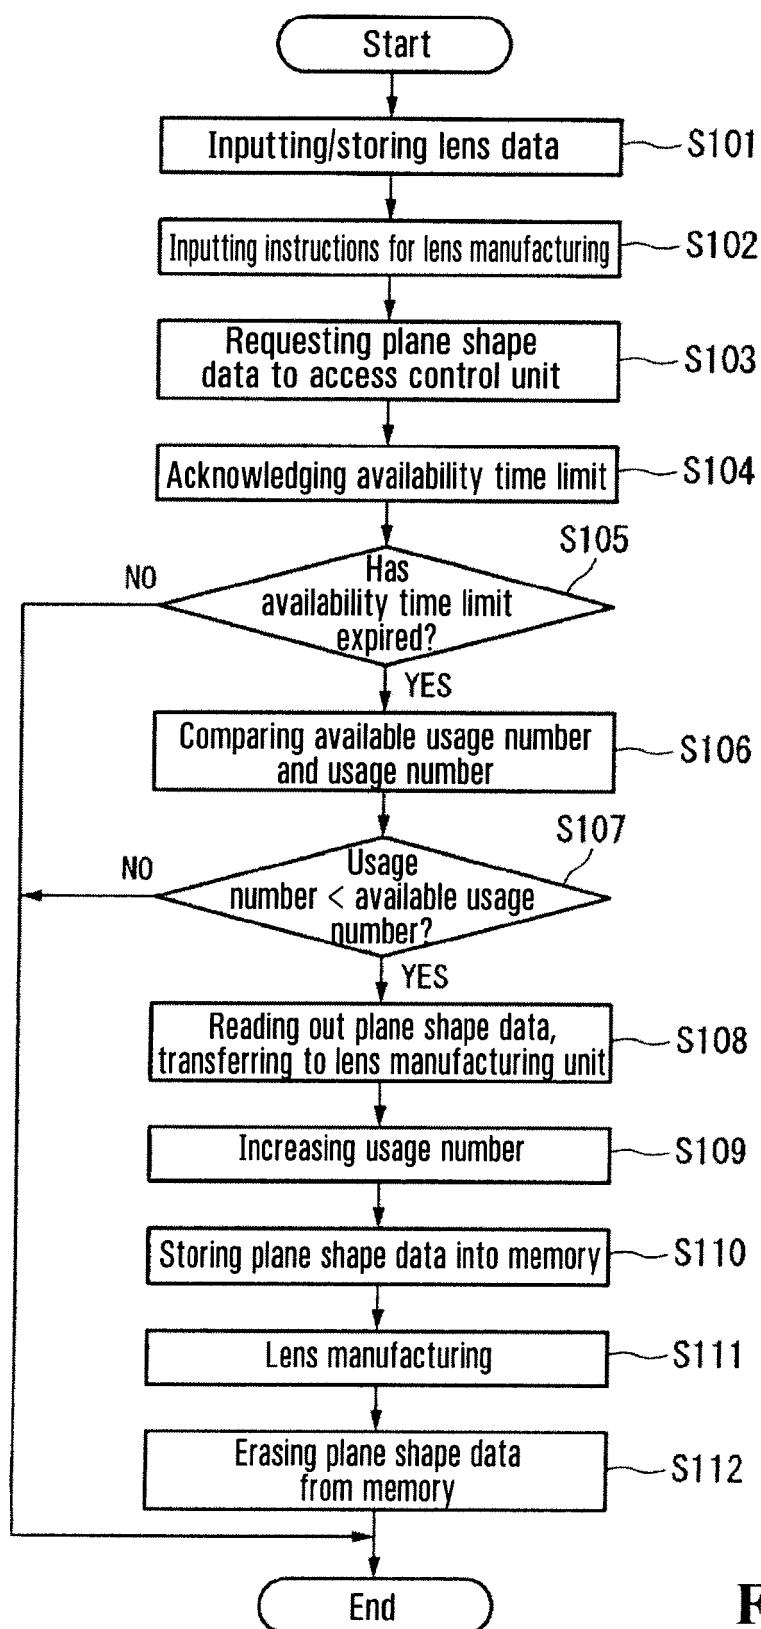 Start
Inputting/storing lens data
S101
Inputting instructions for lens manufacturing
S102
Requesting plane shape
data to access control unit
S103
Acknowledging availability time limit
S104
S105
Has
availability time limit
expired?
NO
YES
Comparing available usage number
and usage number
S106
S107
Usage
number < available usage
number?
NO
YES
Reading out plane shape data,
transferring to lens manufacturing unit
S108
Increasing usage number
S109
Storing plane shape data into memory
S110
Lens manufacturing
S111
Erasing plane shape data
from memory
S112
End
F